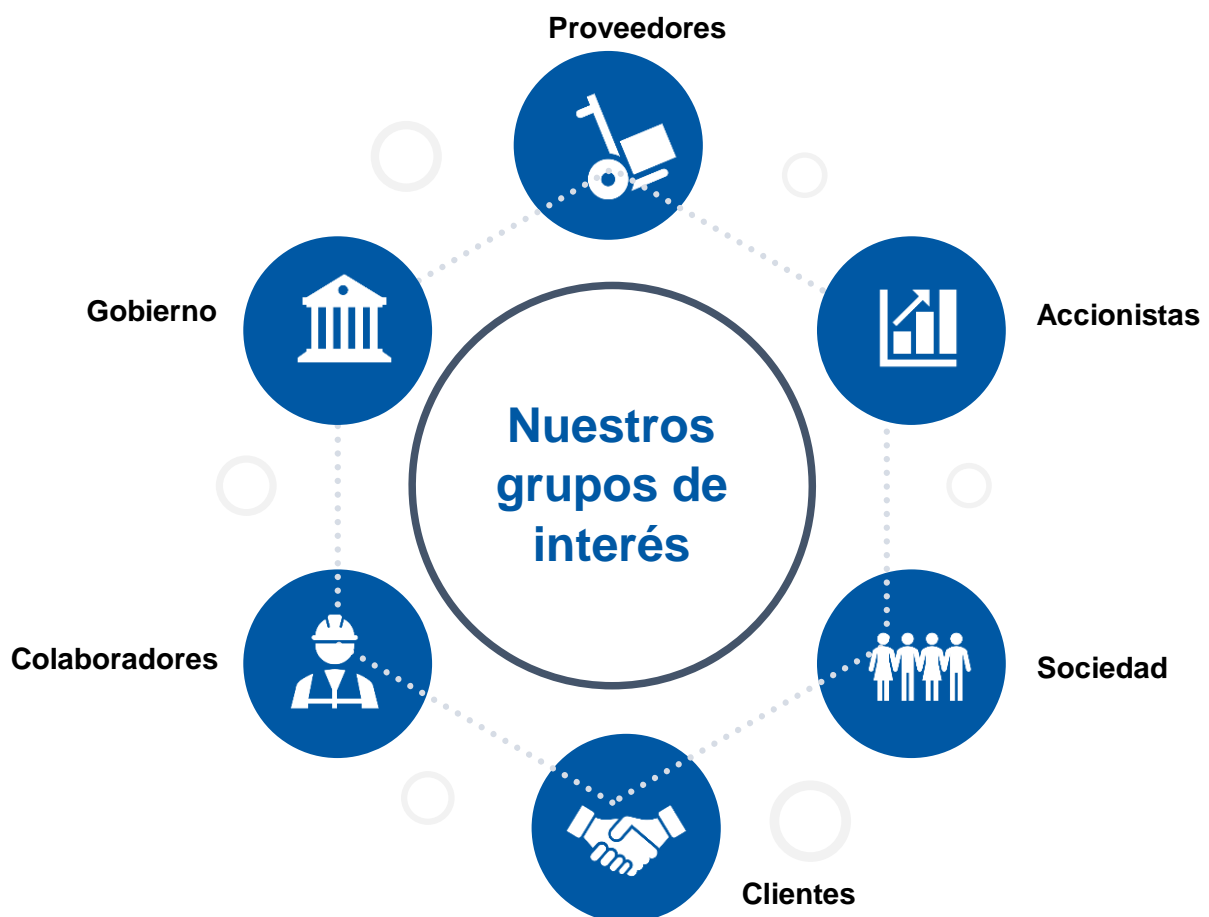 Proveedores
Gobierno
Accionistas
Nuestros
grupos de
interés
Colaboradores
Sociedad
Clientes